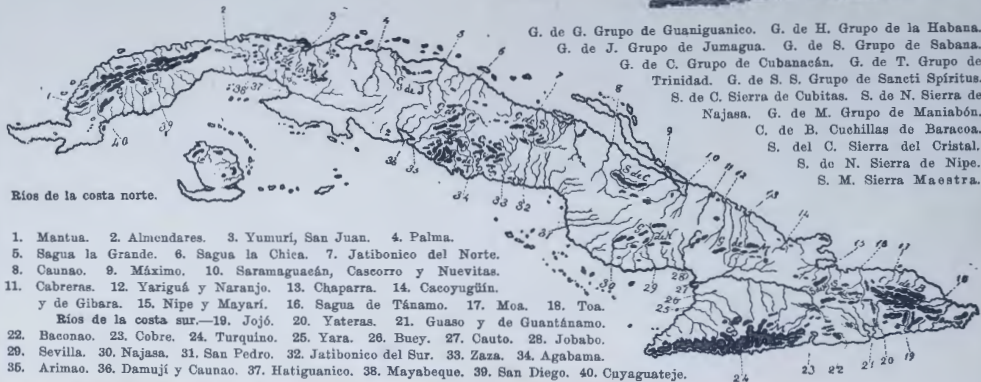 G. de G. Grupo de Guaniguanico. G. de H. Grupo de la Habana.
G. de J. Grupo de Jumagua. G. de S. Grupo de Sabana.
G. de C. Grupo de Cubanacán. G. de T. Grupo de
Trinidad. G. de S. S. Grupo de Sancti Spíritus.
S. de C. Sierra de Cubitas. S. de N. Sierra de
Najasa. G. de M. Grupo de Maniabón.
C. de B. Cuchillas de Baracoa.
S. del C. Sierra del Cristal.
S. de N. Sierra de Nipe.
S. M. Sierra Maestra.
Ríos de la costa norte.
1. Mantua. 2. Almendares. 3. Yumurí, San Juan. 4. Palma.
5. Sagua la Grande. 6. Sagua la Chica. 7. Jatibonico del Norte.
8. Caunao. 9. Máximo. 10. Saramaguacán, Cascorro y Nuevitas.
11. Cabreras. 12. Yariguá y Naranjo. 13. Chaparra. 14. Cacoyugüín.
y de Gibara. 15. Nipe y Mayarí. 16. Sagua de Tánamo. 17. Moa. 18. Toa.
Ríos de la costa sur.—19. Jojó. 20. Yateras. 21. Guaso y de Guantánamo.
22. Baconao. 23. Cobre. 24. Turquino. 25. Yara. 26. Buey. 27. Cauto. 28. Jobabo.
29. Sevilla. 30. Najasa. 31. San Pedro. 32. Jatibonico del Sur. 33. Zaza. 34. Agabama.
35. Arimao. 36. Damují y Caunao. 37. Hatiguanico. 38. Mayabeque. 39. San Diego. 40. Cuyaguateje.